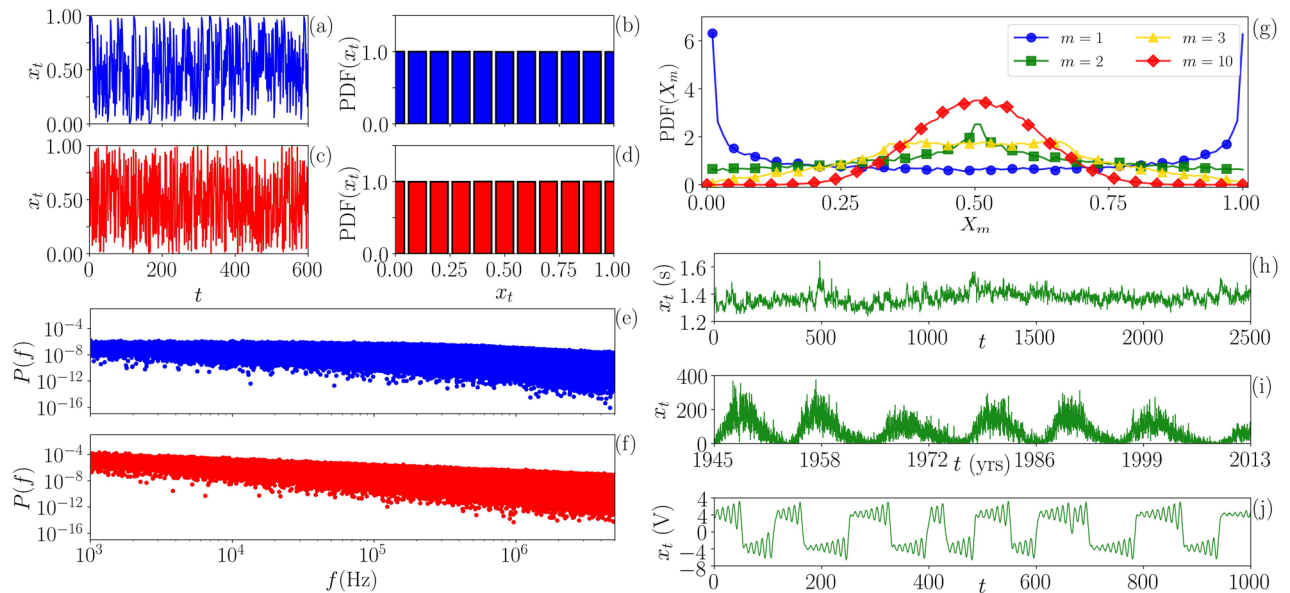 1.00
0.50
0.00
x_t
(a)
1.0
0.0
PDF(x_t)
(b)
1.00
0.50
0.00
x_t
0 200 400 600
t
(c)
1.0
0.0
PDF(x_t)
0.00 0.25 0.50 0.75 1.00
x_t
(d)
10^−4
10^−8
10^−12
10^−16
P(f)
(e)
10^−4
10^−8
10^−12
10^−16
P(f)
(f)
10^3 10^4 10^5 10^6
f(Hz)
6
4
2
0
PDF(X_m)
m = 1 m = 3
m = 2 m = 10
(g)
0.00 0.25 0.50 0.75 1.00
X_m
1.6
1.4
1.2
x_t (s)
(h)
0 500 1000 1500 2000 2500
t
400
200
0
x_t
(i)
1945 1958 1972 1986 1999 2013
t (yrs)
4
0
−4
−8
x_t (V)
(j)
0 200 400 600 800 1000
t